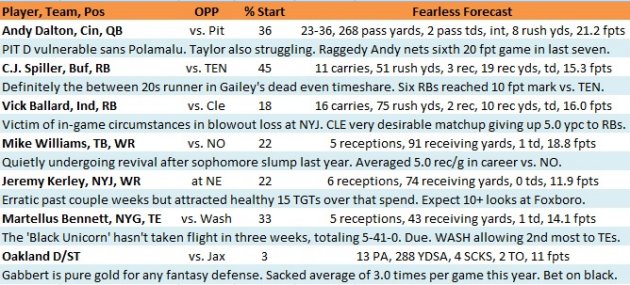 Player, Team, Pos OPP % Start Fearless Forecast
Andy Dalton, Cin, QB vs. Pit 36 23-36, 268 pass yards, 2 pass tds, int, 8 rush yds, 21.2 fpts
PIT D vulnerable sans Polamalu. Taylor also struggling. Raggedy Andy nets sixth 20 fpt game in last seven.
C.J. Spiller, Buf, RB vs. TEN 45 11 carries, 51 rush yds, 3 rec, 19 rec yds, td, 15.3 fpts
Definitely the between 20s runner in Gailey's dead even timeshare. Six RBs reached 10 fpt mark vs. TEN.
Vick Ballard, Ind, RB vs. Cle 18 16 carries, 75 rush yds, 2 rec, 10 rec yds, td, 16.0 fpts
Victim of in-game circumstances in blowout loss at NYJ. CLE very desirable matchup giving up 5.0 ypc to RBs.
Mike Williams, TB, WR vs. NO 22 5 receptions, 91 receiving yards, 1 td, 18.8 fpts
Quietly undergoing revival after sophomore slump last year. Averaged 5.0 rec/g in career vs. NO.
Jeremy Kerley, NYJ, WR at NE 22 6 receptions, 74 receiving yards, 0 tds, 11.9 fpts
Erratic past couple weeks but attracted healthy 15 TGTs over that spend. Expect 10+ looks at Foxboro.
Martellus Bennett, NYG, TE vs. Wash 33 5 receptions, 43 receiving yards, 1 td, 14.1 fpts
The 'Black Unicorn' hasn't taken flight in three weeks, totaling 5-41-0. Due. WASH allowing 2nd most to TEs.
Oakland D/ST vs. Jax 3 13 PA, 288 YDSA, 4 SCKS, 2 TO, 11 fpts
Gabbert is pure gold for any fantasy defense. Sacked average of 3.0 times per game this year. Bet on black.